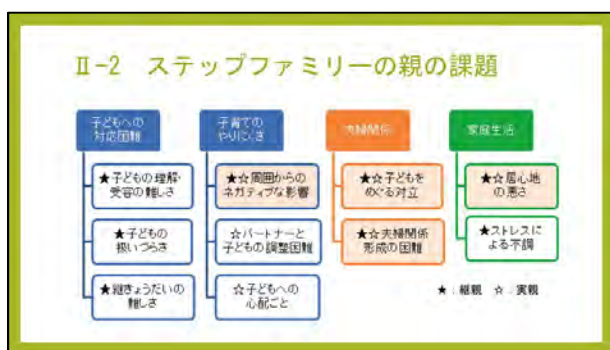 Ⅱ-2 ステップファミリーの親の課題
子どもへの
対応困難
★子どもの理解・
受容の難しさ
★子どもの
扱いづらさ
★継きょうだいの
難しさ
子育ての
やりにくさ
★☆周囲からの
ネガティブな影響
☆パートナーと
子どもの調整困難
☆子どもへの
心配ごと
夫婦関係
★☆子どもを
めぐる対立
★☆夫婦関係
形成の困難
家庭生活
★☆居心地
の悪さ
★ストレスに
よる不調
★:継親 ☆:実親